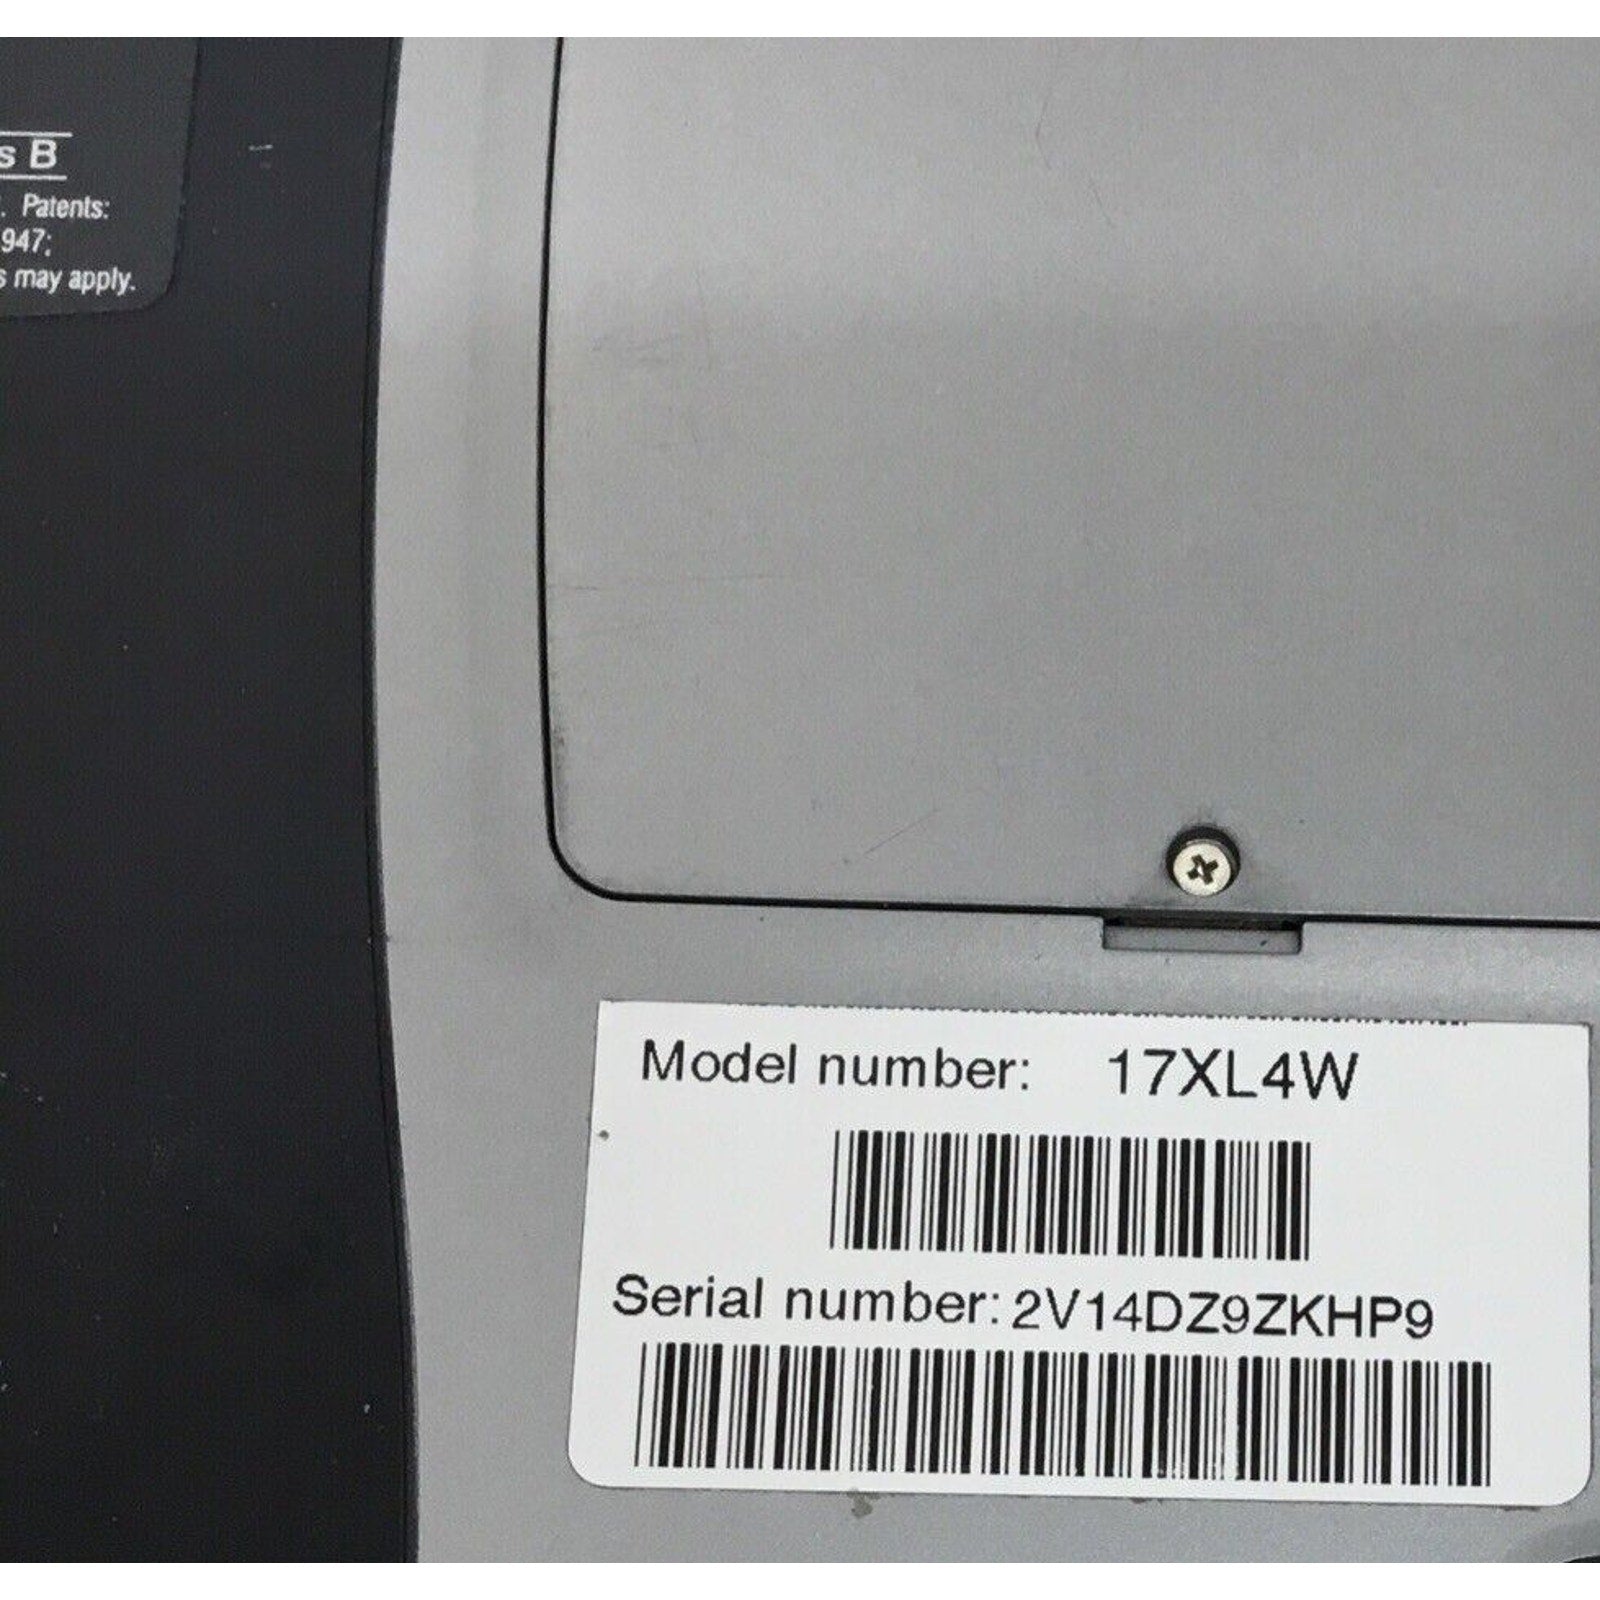 s B
. Patents:
947;
s may apply.
Model number: 17XL4W
Serial number: 2V14DZ9ZKHP9